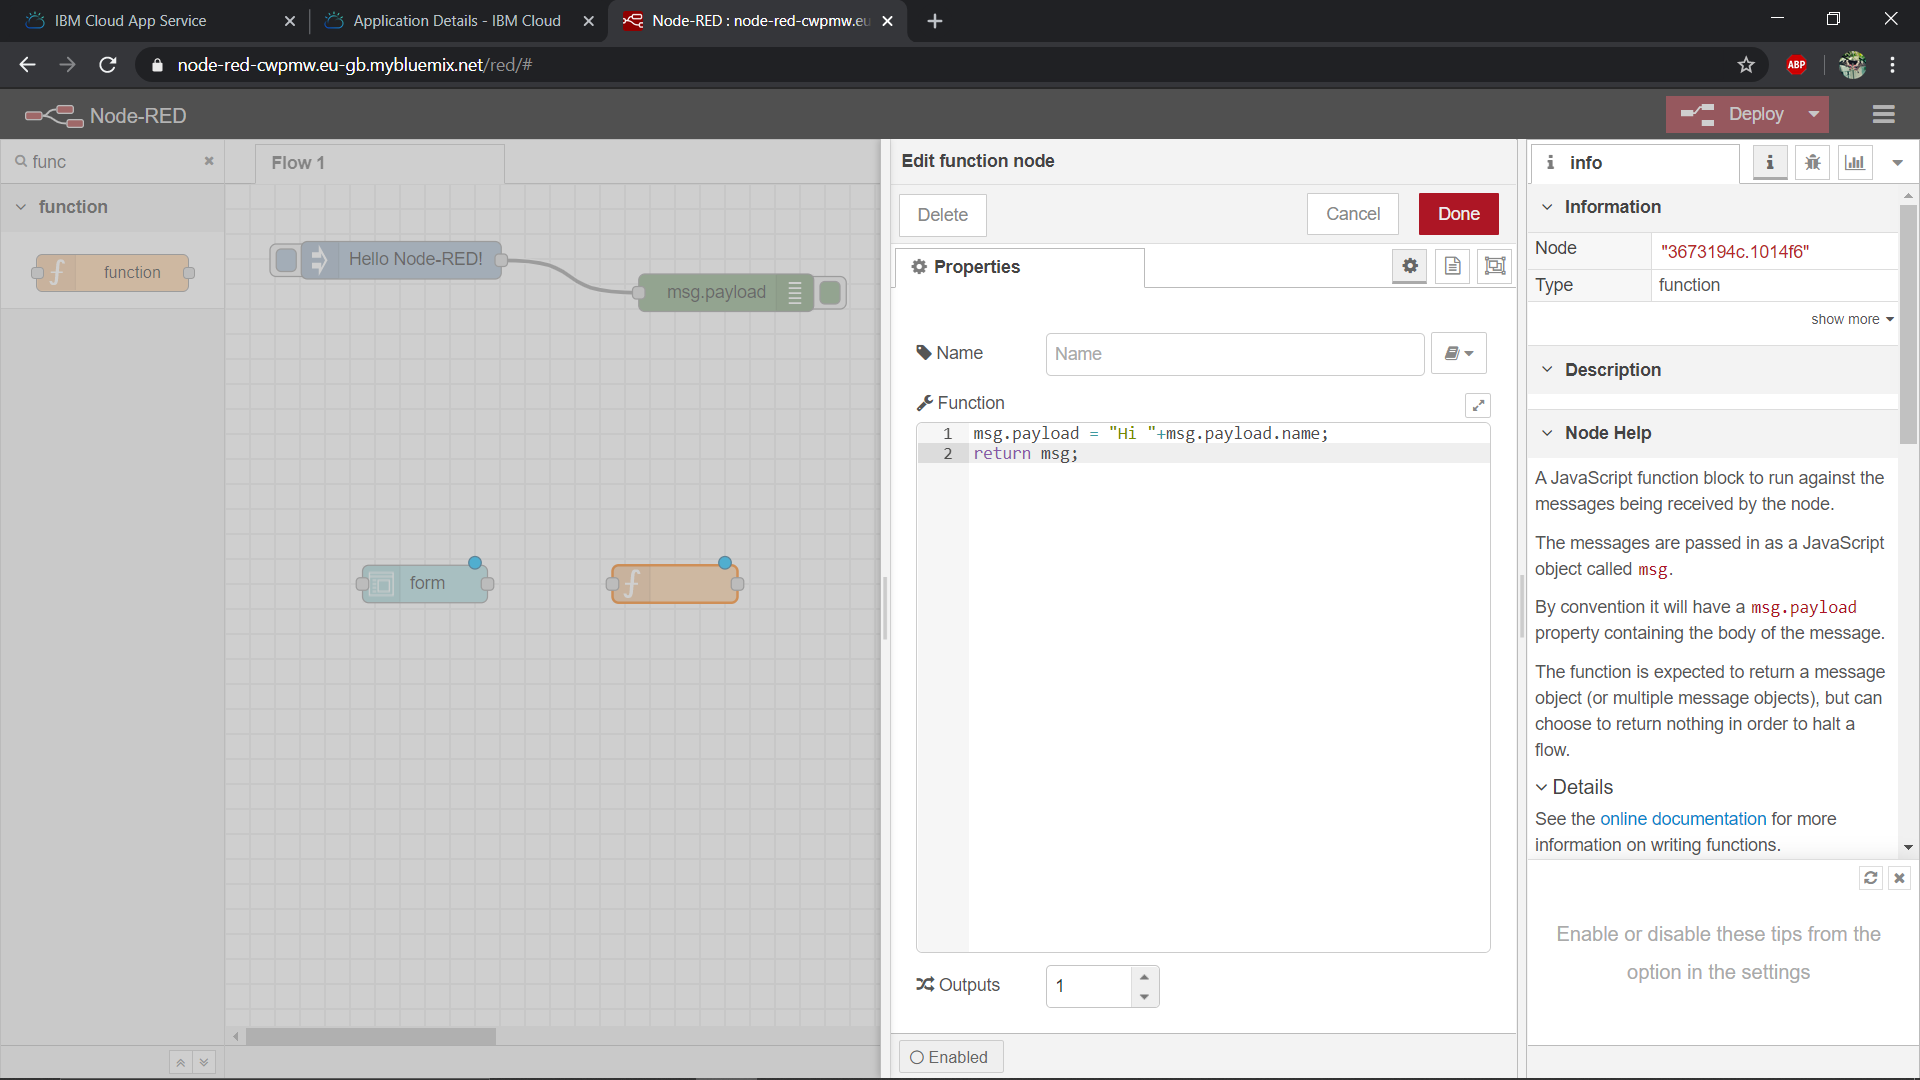 IBM Cloud App Service
Application Details - IBM Cloud
Node-RED : node-red-cwpmw.eu
node-red-cwpmw.eu-gb.mybluemix.net/red/#
ABP
Node-RED
Deploy
func
Flow 1
function
function
Hello Node-RED!
msg.payload
form
Edit function node
Delete
Cancel
Done
Properties
Name
Name
Function
1 msg.payload = "Hi "+msg.payload.name;
2 return msg;
Outputs
1
Enabled
info
Information
Node "3673194c.1014f6"
Type function
show more
Description
Node Help
A JavaScript function block to run against the
messages being received by the node.
The messages are passed in as a JavaScript
object called msg.
By convention it will have a msg.payload
property containing the body of the message.
The function is expected to return a message
object (or multiple message objects), but can
choose to return nothing in order to halt a
flow.
Details
See the online documentation for more
information on writing functions.
Enable or disable these tips from the
option in the settings